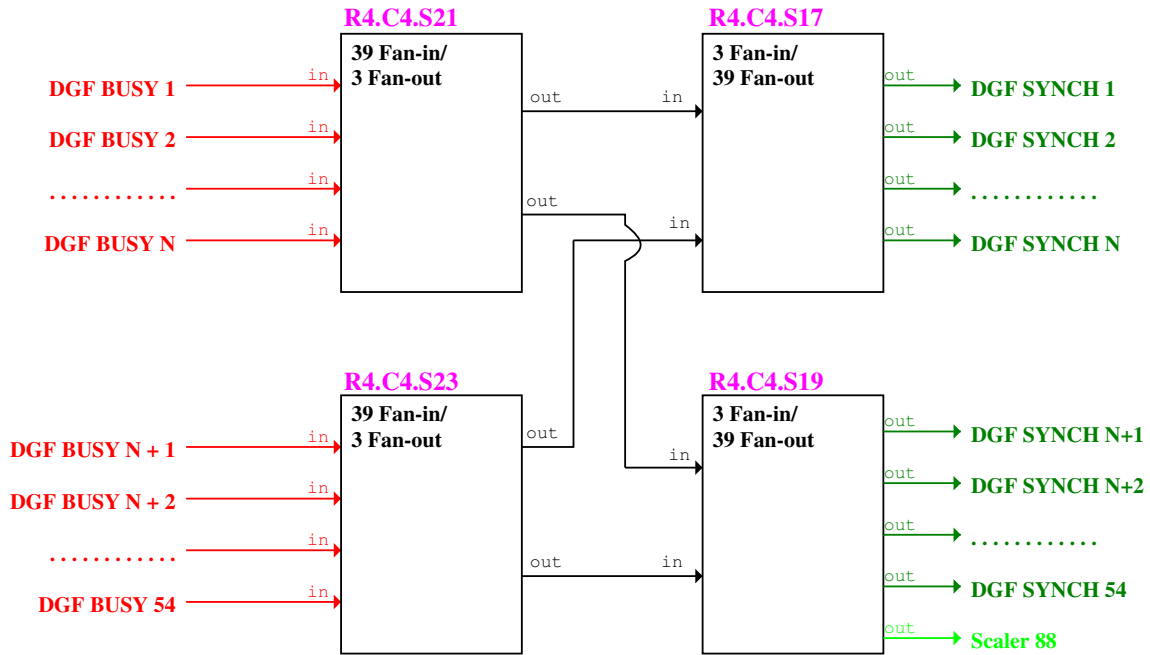 R4.C4.S21
39 Fan-in/
3 Fan-out
in
DGF BUSY 1
in
DGF BUSY 2
in
. . . . . . . . . . . .
in
DGF BUSY N
out
out
R4.C4.S17
3 Fan-in/
39 Fan-out
in
in
out
DGF SYNCH 1
out
DGF SYNCH 2
out
. . . . . . . . . . . .
out
DGF SYNCH N
R4.C4.S23
39 Fan-in/
3 Fan-out
in
DGF BUSY N + 1
in
DGF BUSY N + 2
in
. . . . . . . . . . . .
in
DGF BUSY 54
out
out
R4.C4.S19
3 Fan-in/
39 Fan-out
in
in
out
DGF SYNCH N+1
out
DGF SYNCH N+2
out
. . . . . . . . . . . .
out
DGF SYNCH 54
out
Scaler 88